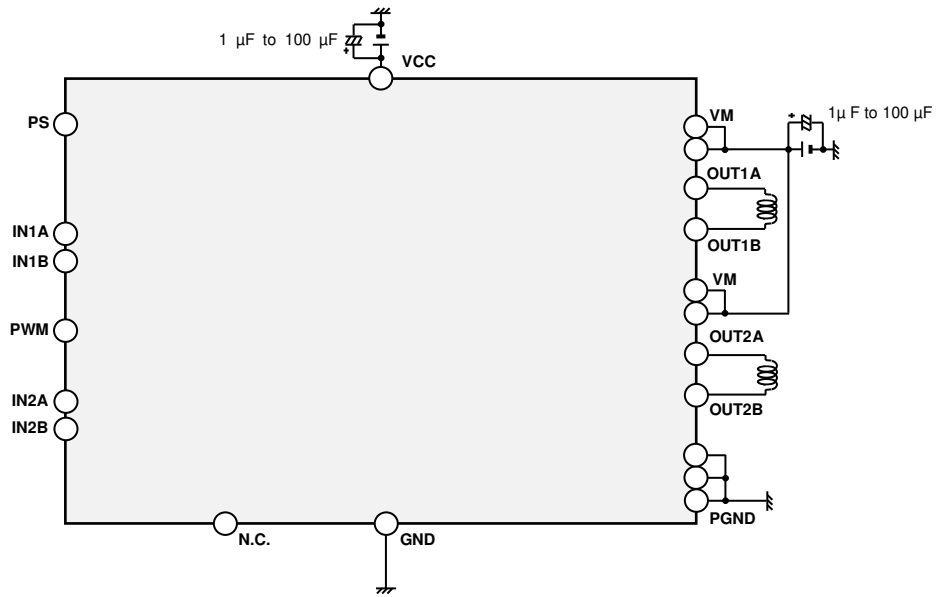 1 µF to 100 µF
+
VCC
PS
VM
+
1µ F to 100 µF
OUT1A
IN1A
OUT1B
IN1B
VM
PWM
OUT2A
IN2A
OUT2B
IN2B
PGND
N.C.
GND